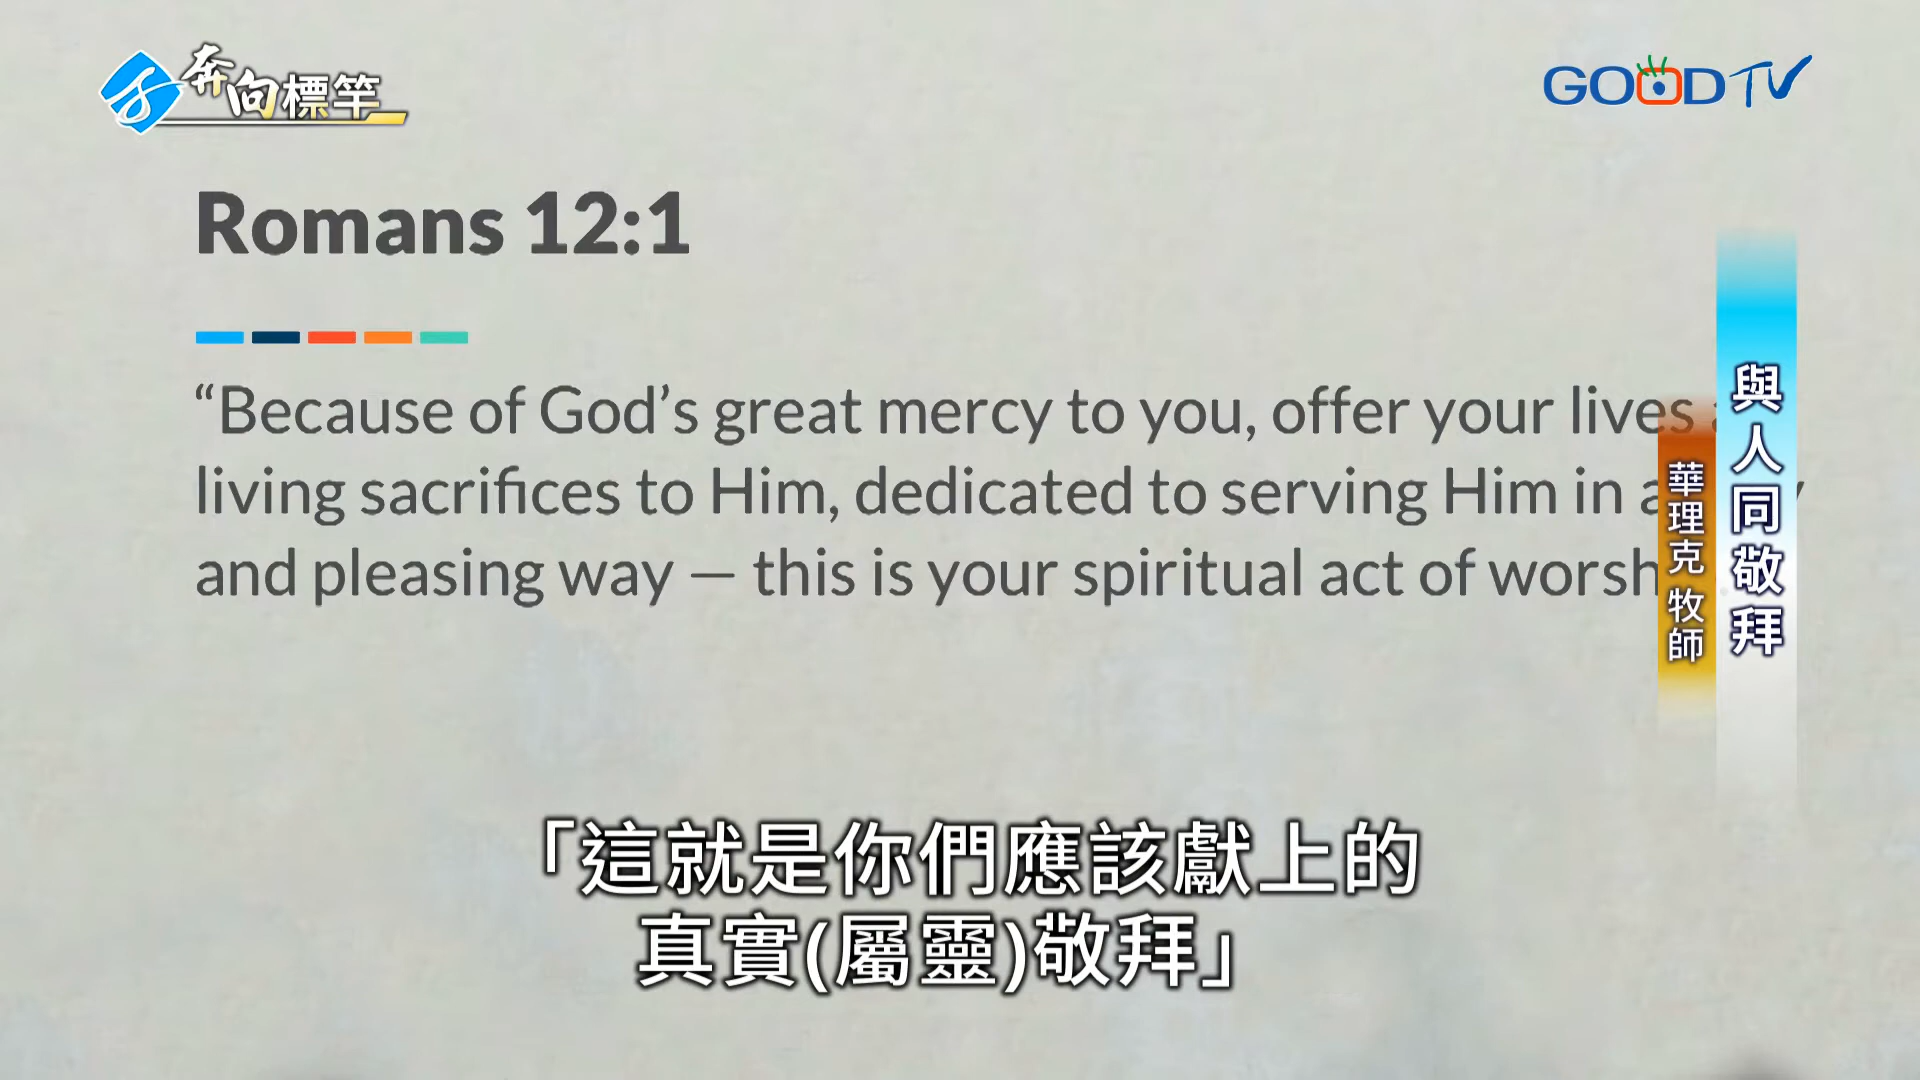 奔向標竿
GOOD TV
Romans 12:1
“Because of God’s great mercy to you, offer your lives
living sacrifices to Him, dedicated to serving Him in a
and pleasing way — this is your spiritual act of
與人同敬拜
華理克 牧師
「這就是你們應該獻上的
真實(屬靈)敬拜」